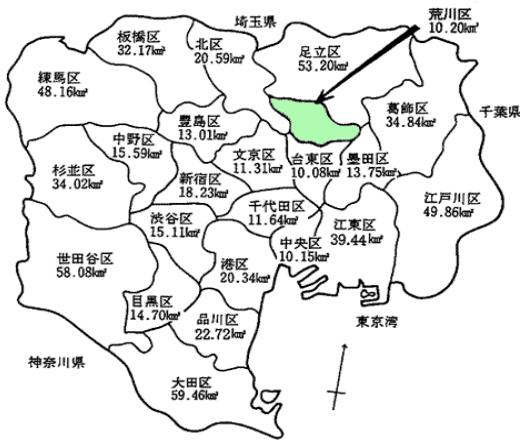 埼玉県
荒川区
10.20k㎡
板橋区
32.17k㎡
北区
20.59k㎡
足立区
53.20k㎡
練馬区
48.16k㎡
葛飾区
34.84k㎡
千葉県
豊島区
13.01k㎡
中野区
15.59k㎡
文京区
11.31k㎡
台東区
10.08k㎡
墨田区
13.75k㎡
杉並区
34.02k㎡
新宿区
18.23k㎡
江戸川区
49.86k㎡
千代田区
11.64k㎡
渋谷区
15.11k㎡
江東区
39.44k㎡
中央区
10.15k㎡
世田谷区
58.08k㎡
港区
20.34k㎡
目黒区
14.70k㎡
品川区
22.72k㎡
東京湾
神奈川県
大田区
59.46k㎡